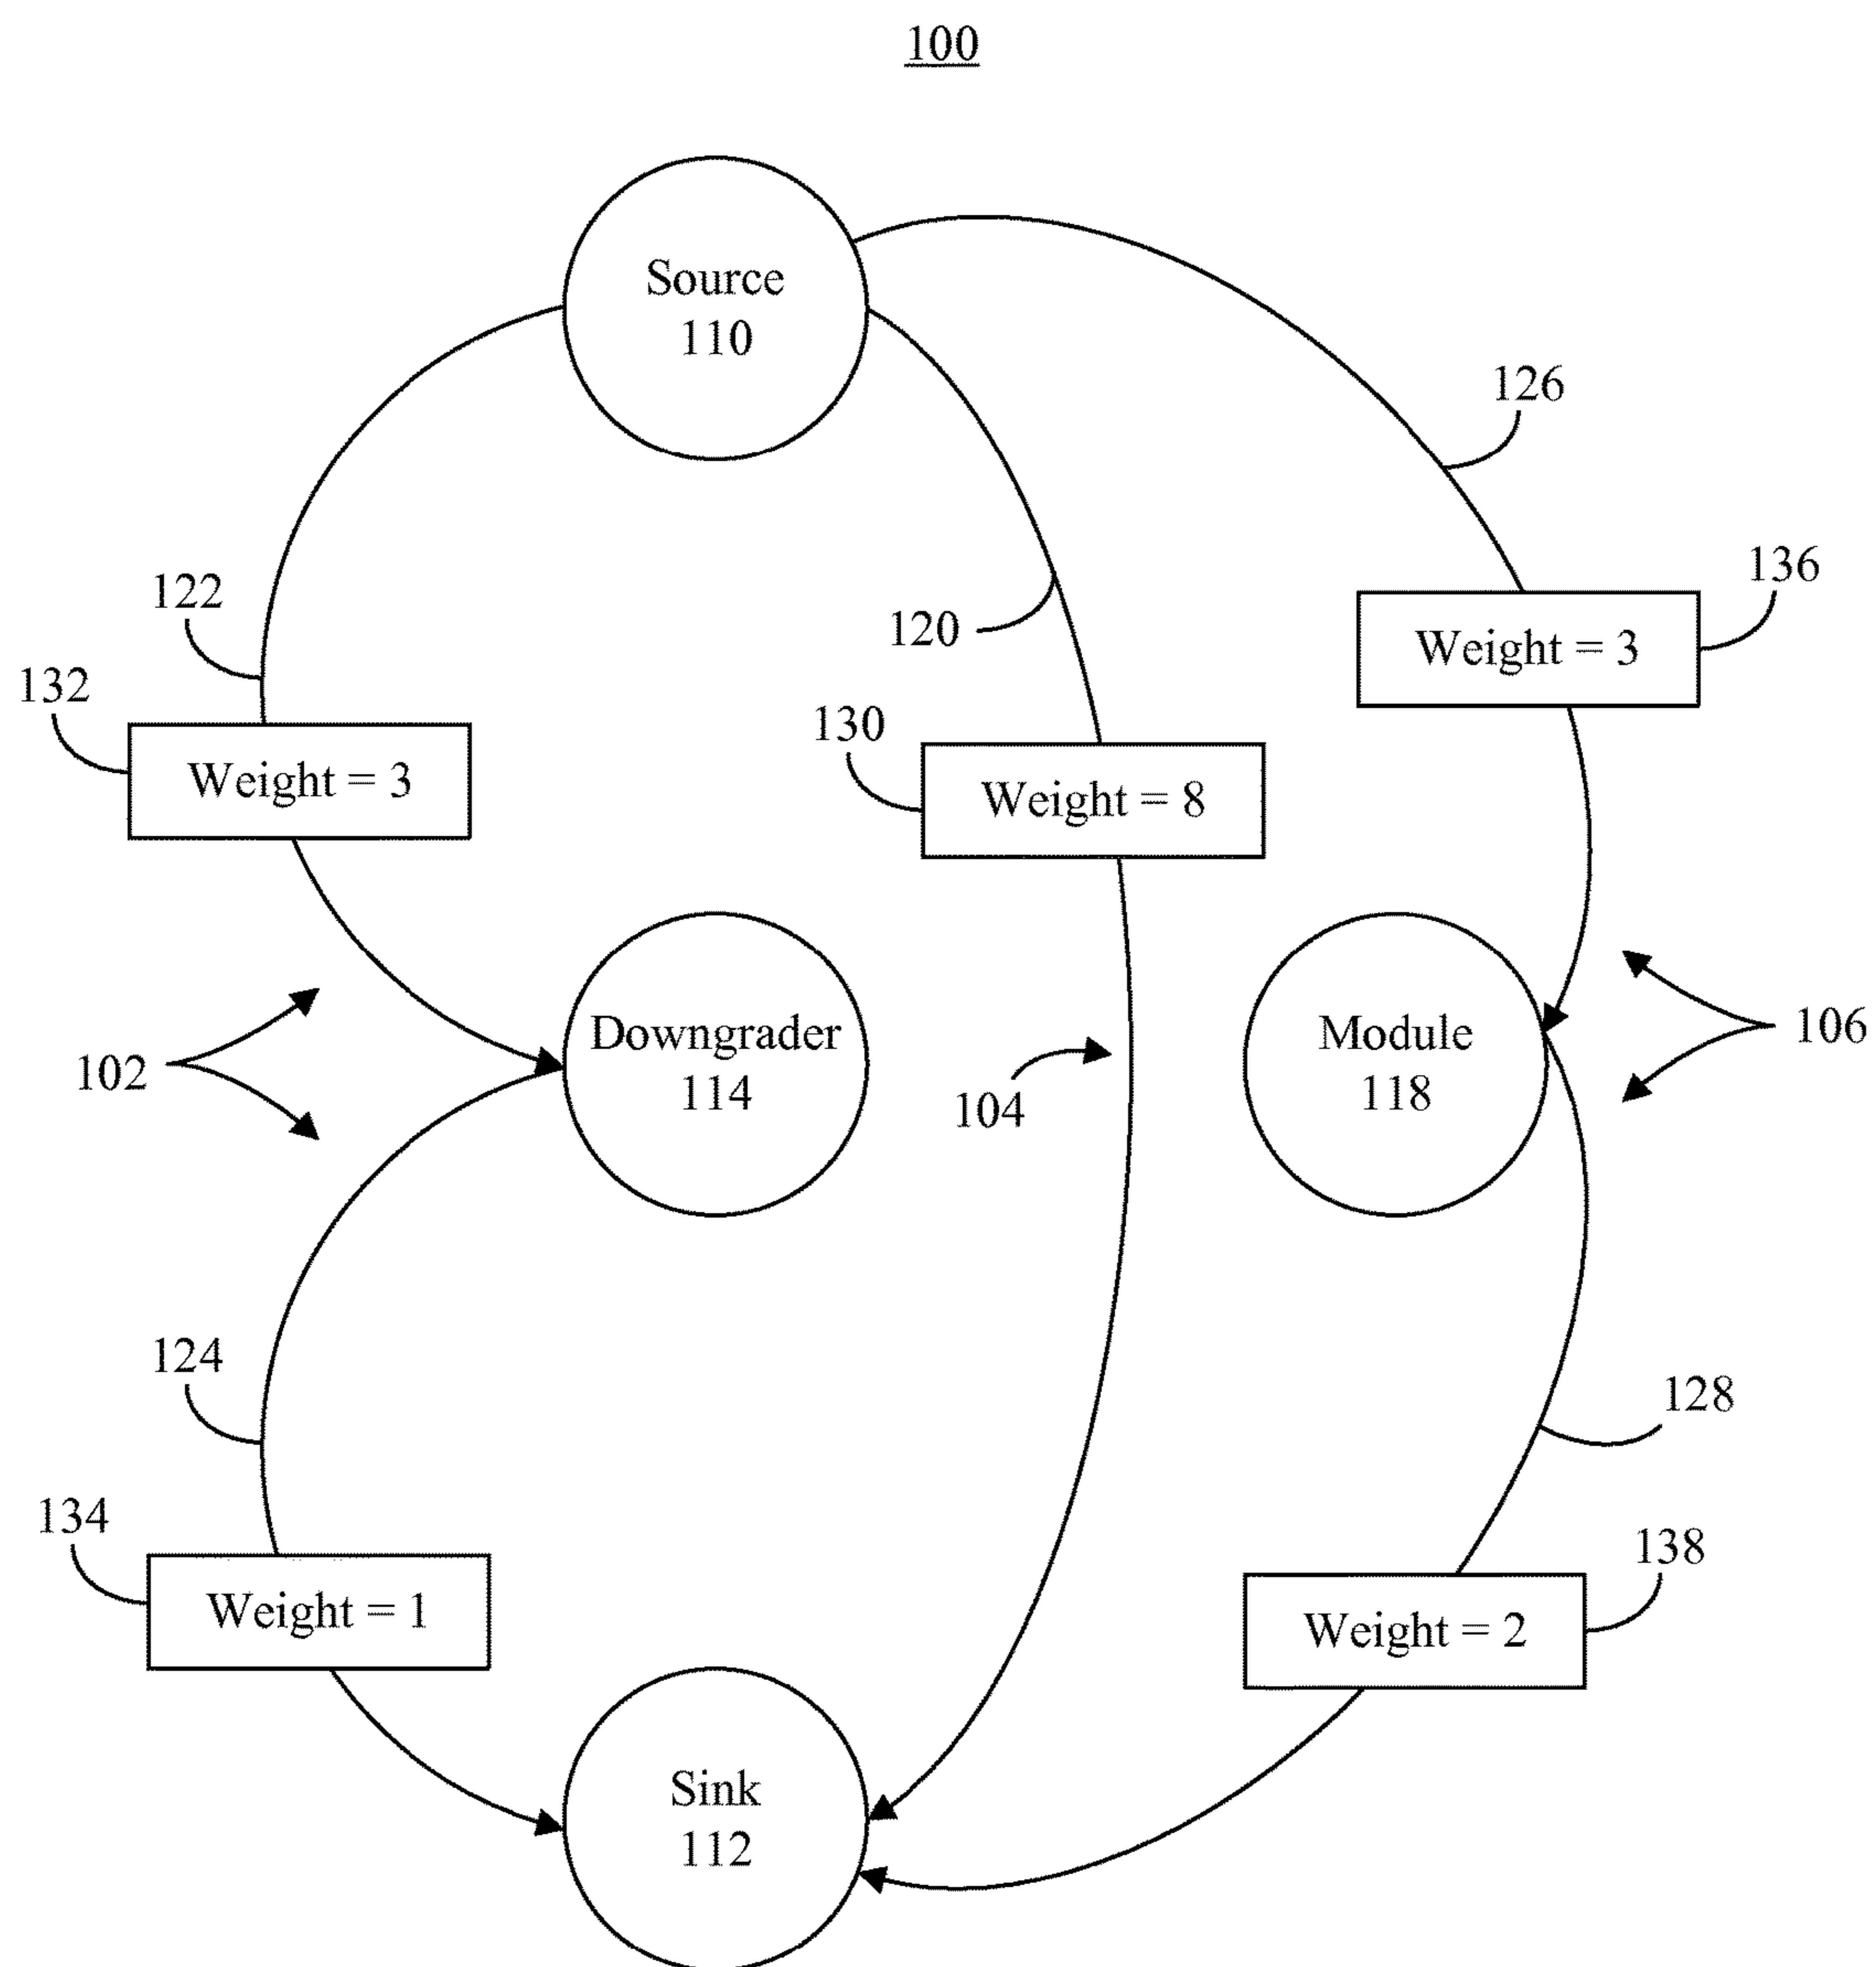 100
Source
110
126
136
122
120
Weight = 3
132
130
Weight = 3
Weight = 8
Downgrader
114
Module
118
106
102
104
124
128
134
138
Weight = 1
Weight = 2
Sink
112